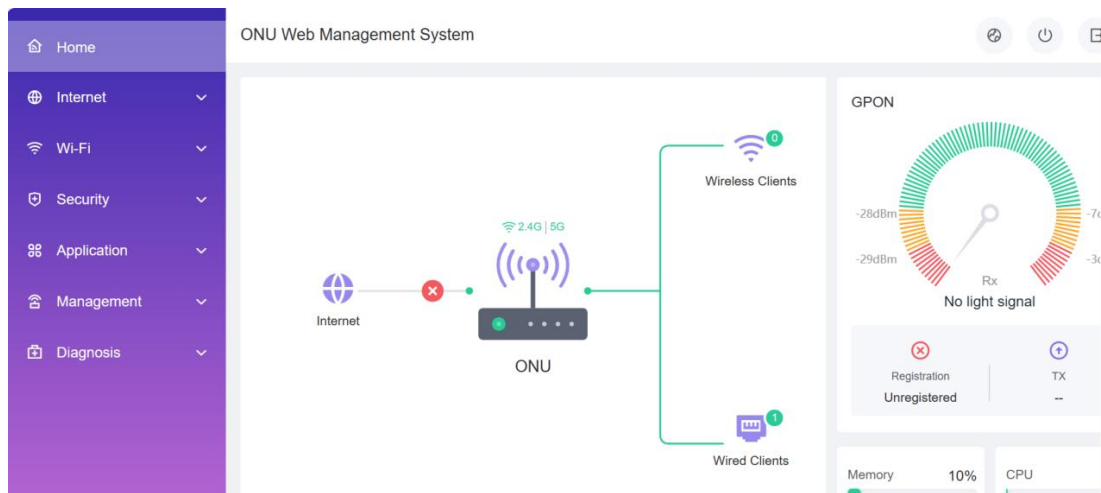 ONU Web Management System
Home
Internet
Wi-Fi
Security
Application
Management
Diagnosis
2.4G | 5G
Internet
ONU
0
Wireless Clients
1
Wired Clients
GPON
-28dBm
-29dBm
Rx
No light signal
Registration
Unregistered
TX
--
Memory 10%
CPU